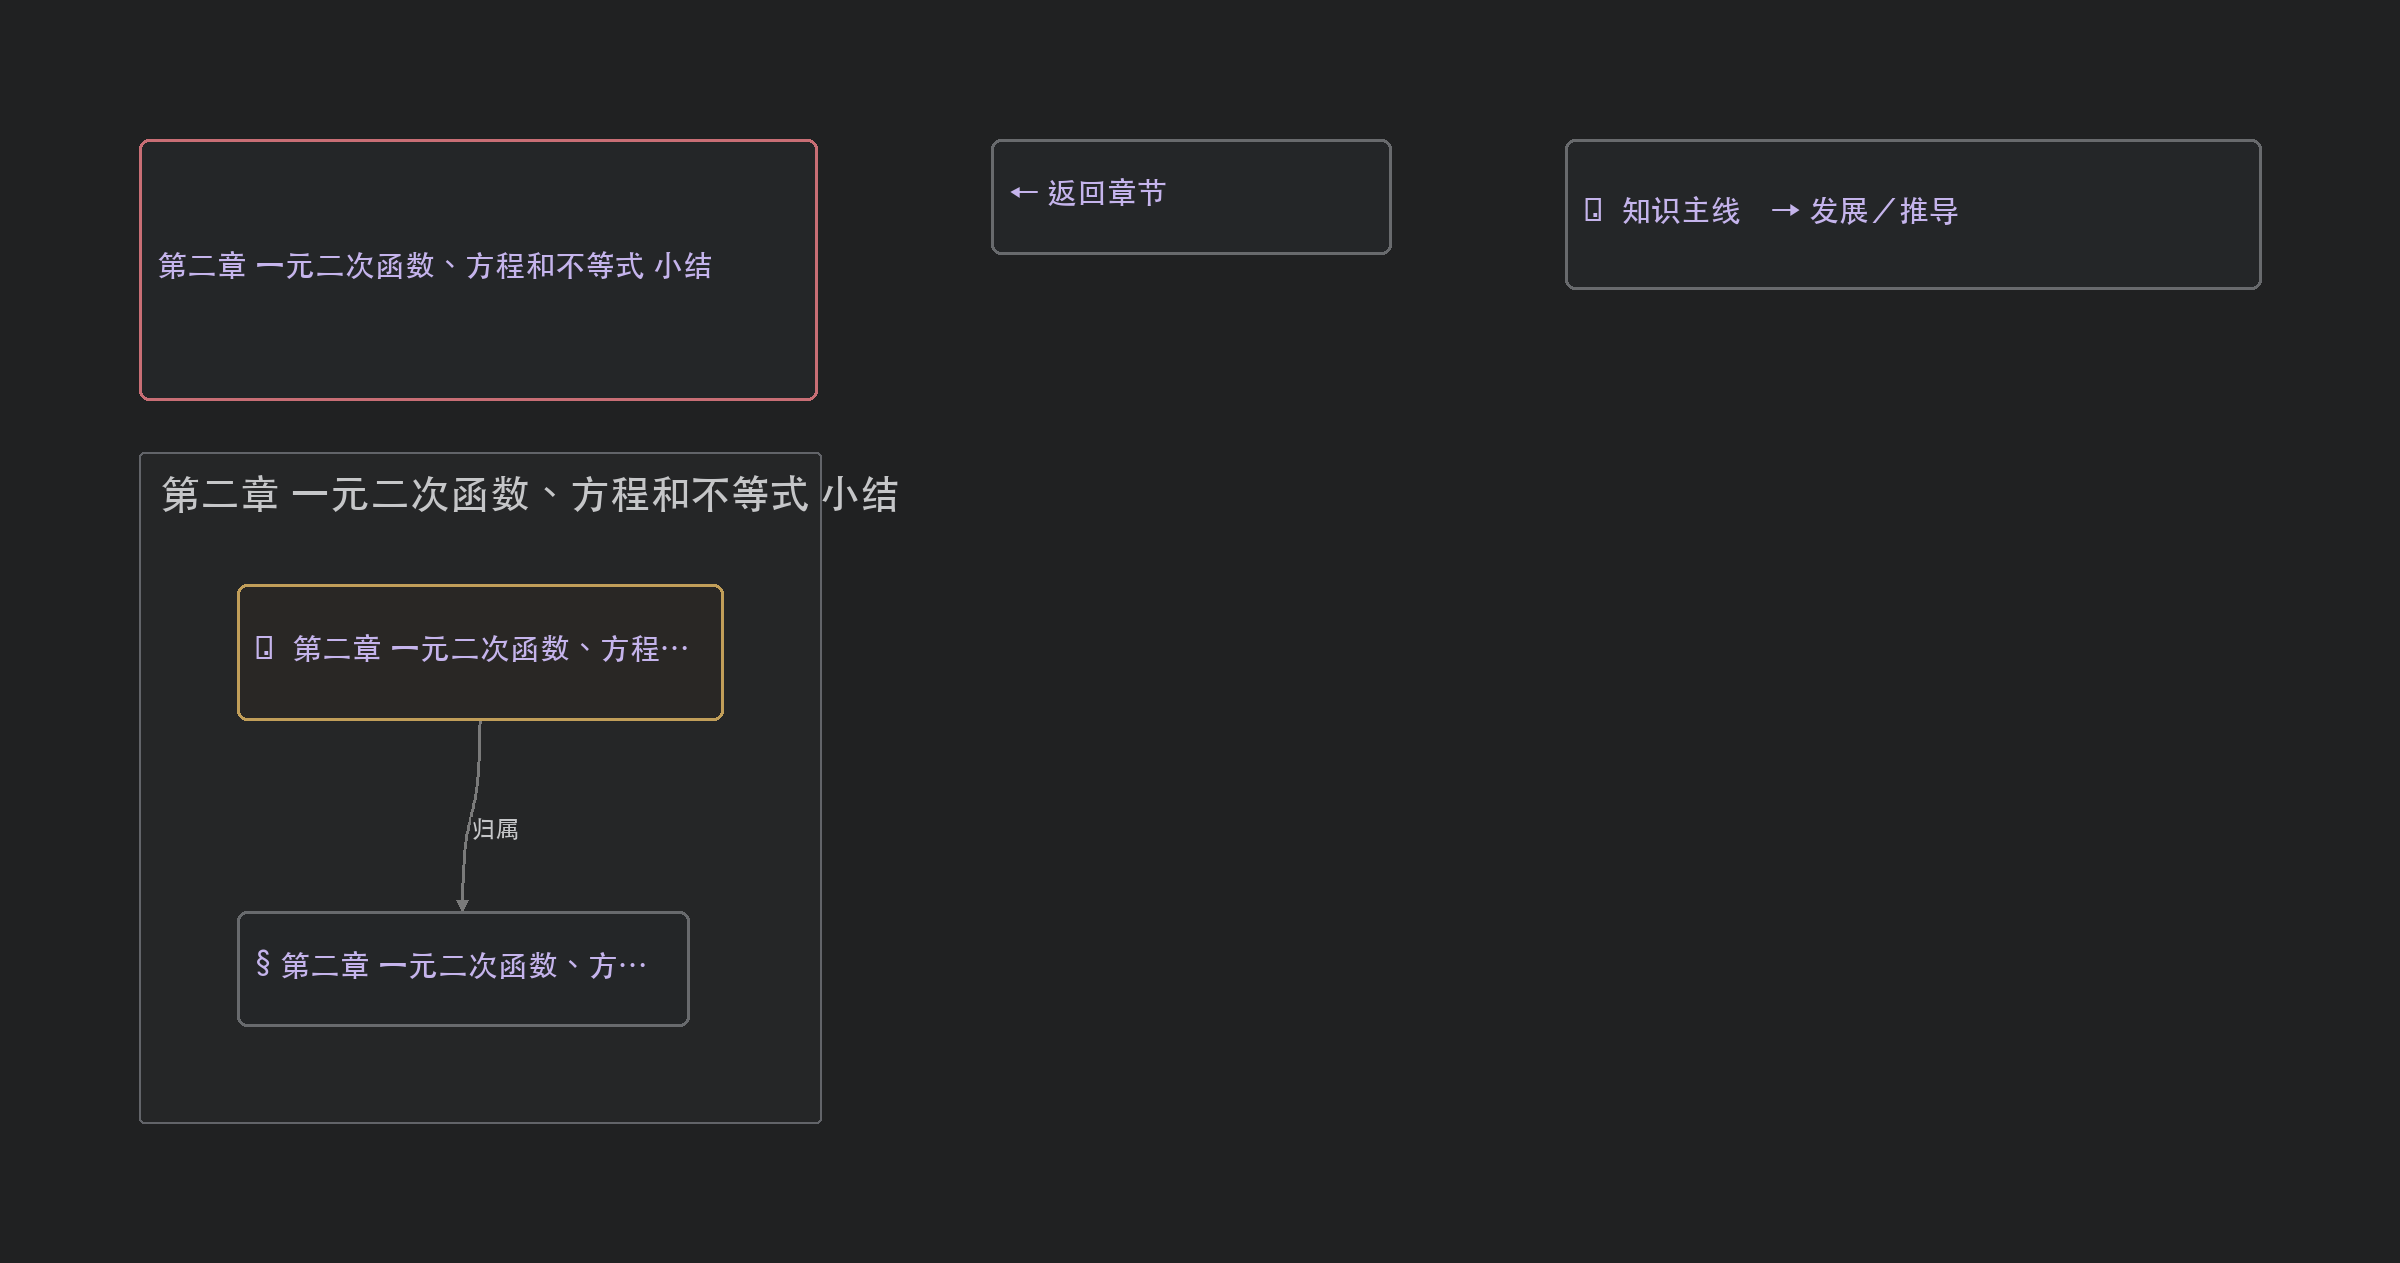 第二章 一元二次函数、方程和不等式 小结
← 返回章节
知识主线 → 发展／推导
第二章 一元二次函数、方程和不等式 小结
第二章 一元二次函数、方程…
归属
§ 第二章 一元二次函数、方…